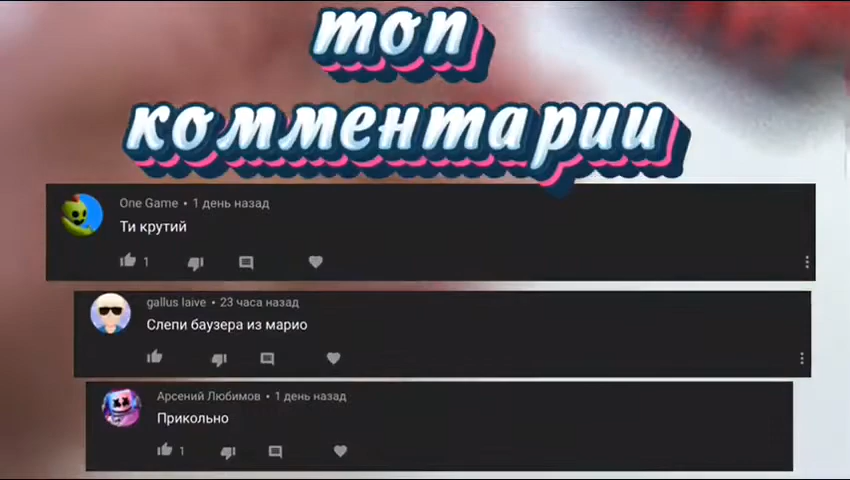 топ
комментарии
One Game • 1 день назад
Ти крутий
1
gallus laive • 23 часа назад
Слепи баузера из марио
Арсений Любимов • 1 день назад
Прикольно
1